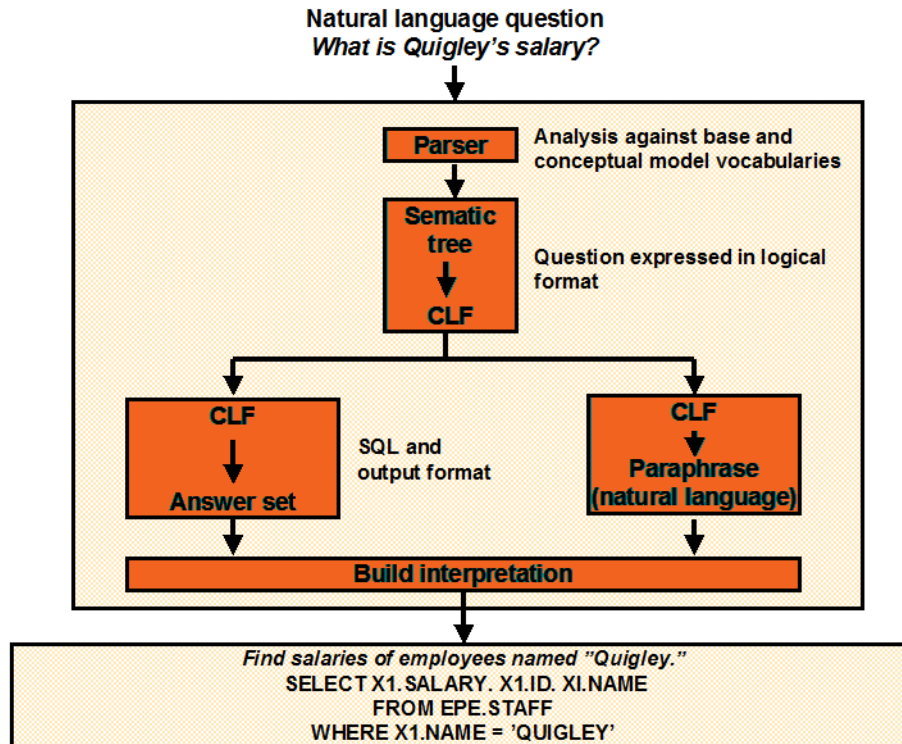 Natural language question
What is Quigley's salary?
Parser
Analysis against base and
conceptual model vocabularies
Sematic
tree
CLF
Question expressed in logical
format
CLF
Answer set
SQL and
output format
CLF
Paraphrase
(natural language)
Build interpretation
Find salaries of employees named ”Quigley.”
SELECT X1.SALARY. X1.ID. XI.NAME
FROM EPE.STAFF
WHERE X1.NAME = ’QUIGLEY’